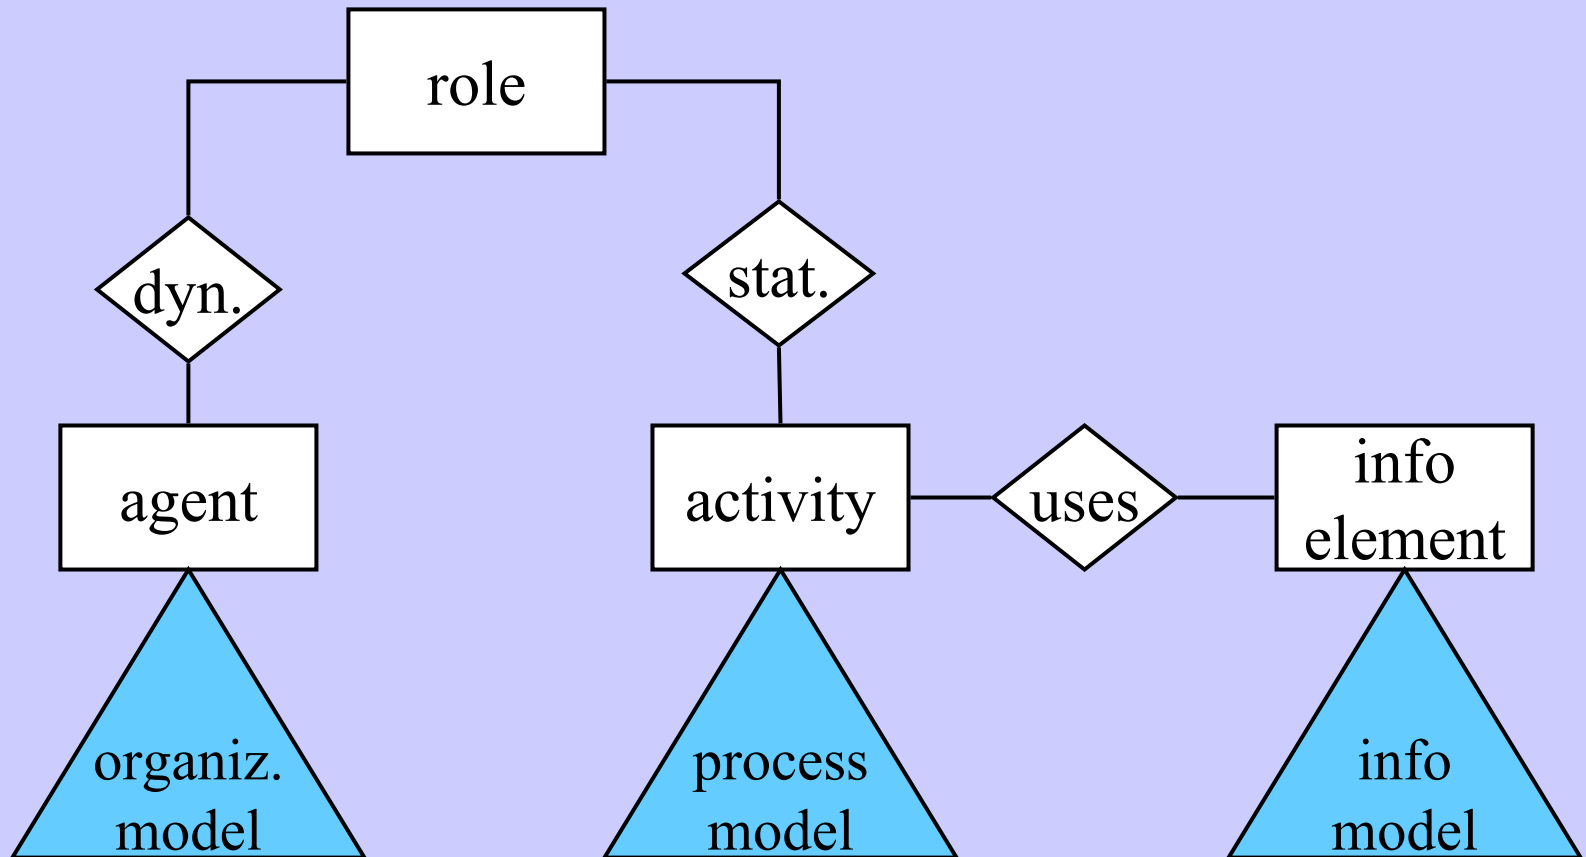 role
dyn.
stat.
agent
activity
uses
info
element
organiz.
model
process
model
info
model